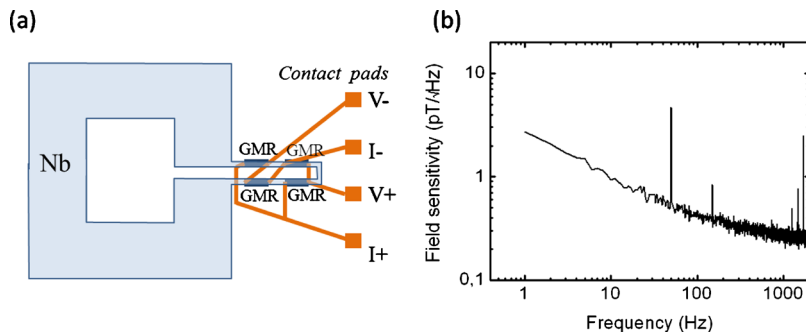 (a)
Contact pads
V-
GMR GMR
I-
Nb
GMR GMR
V+
I+
(b)
Field sensitivity (pT/√Hz)
10
1
0,1
1 10 100 1000
Frequency (Hz)